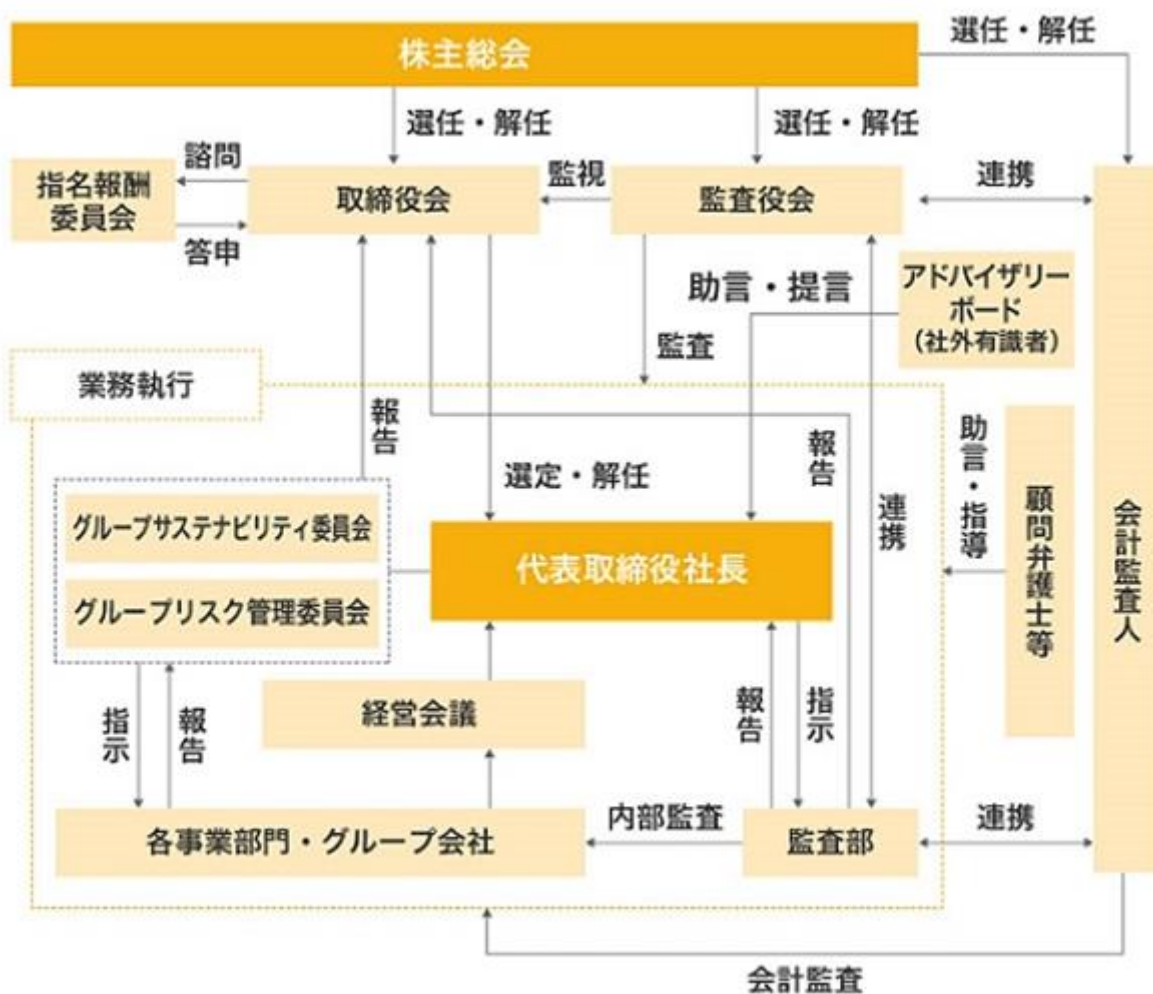 株主総会
選任・解任
選任・解任
選任・解任
諮問
指名報酬
委員会
答申
取締役会
監視
監査役会
連携
助言・提言
アドバイザリー
ボード
（社外有識者）
監査
業務執行
報告
選定・解任
報告
連携
助言・指導
顧問弁護士等
会計監査人
グループサステナビリティ委員会
グループリスク管理委員会
代表取締役社長
指示
報告
経営会議
報告
指示
各事業部門・グループ会社
内部監査
監査部
連携
会計監査